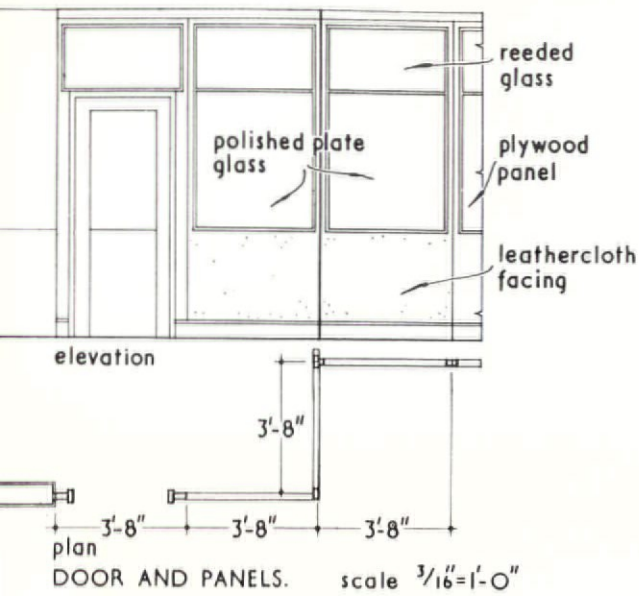 reeded
glass
polished plate
glass
plywood
panel
leathercloth
facing
elevation
3'-8"
3'-8" 3'-8" 3'-8"
plan
DOOR AND PANELS. scale 3/16"=1'-0"